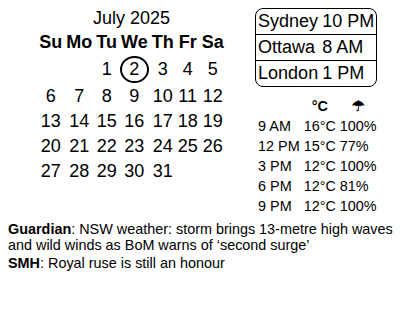 July 2025
Su Mo Tu We Th Fr Sa
1 2 3 4 5
6 7 8 9 10 11 12
13 14 15 16 17 18 19
20 21 22 23 24 25 26
27 28 29 30 31
Sydney 10 PM
Ottawa 8 AM
London 1 PM
°C ☂
9 AM 16°C 100%
12 PM 15°C 77%
3 PM 12°C 100%
6 PM 12°C 81%
9 PM 12°C 100%
Guardian: NSW weather: storm brings 13-metre high waves
and wild winds as BoM warns of ‘second surge’
SMH: Royal ruse is still an honour